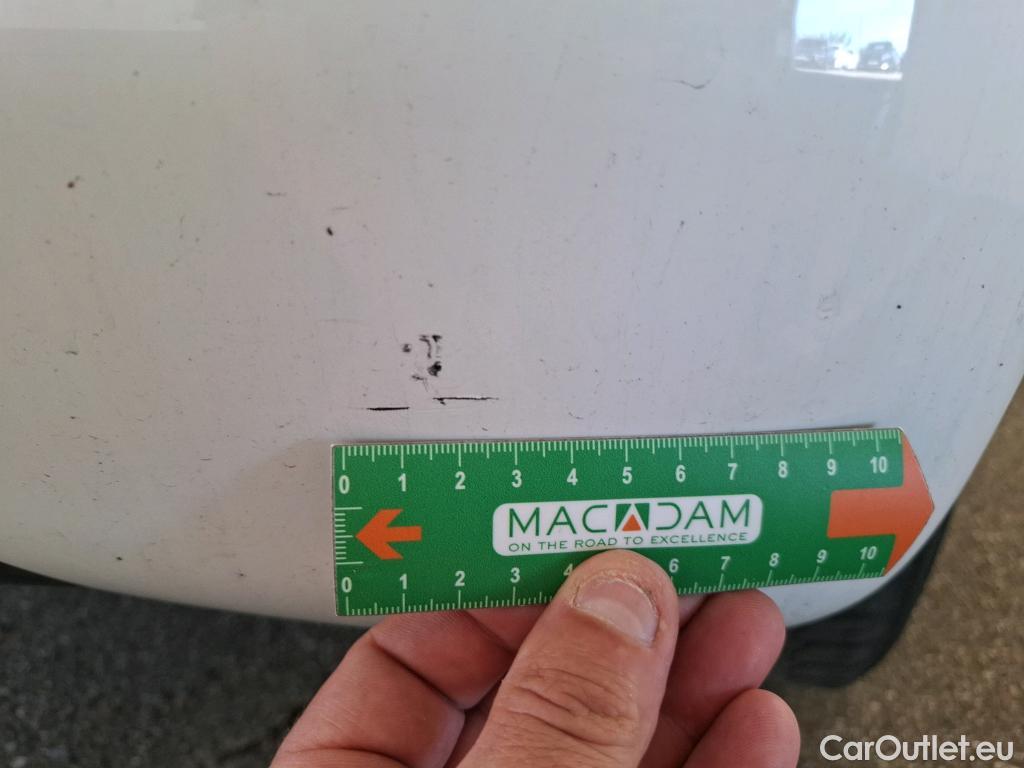 0 1 2 3 4 5 6 7 8 9 10
MACADAM
ON THE ROAD TO EXCELLENCE
0 1 2 3 4 6 7 8 9 10
CarOutlet.eu